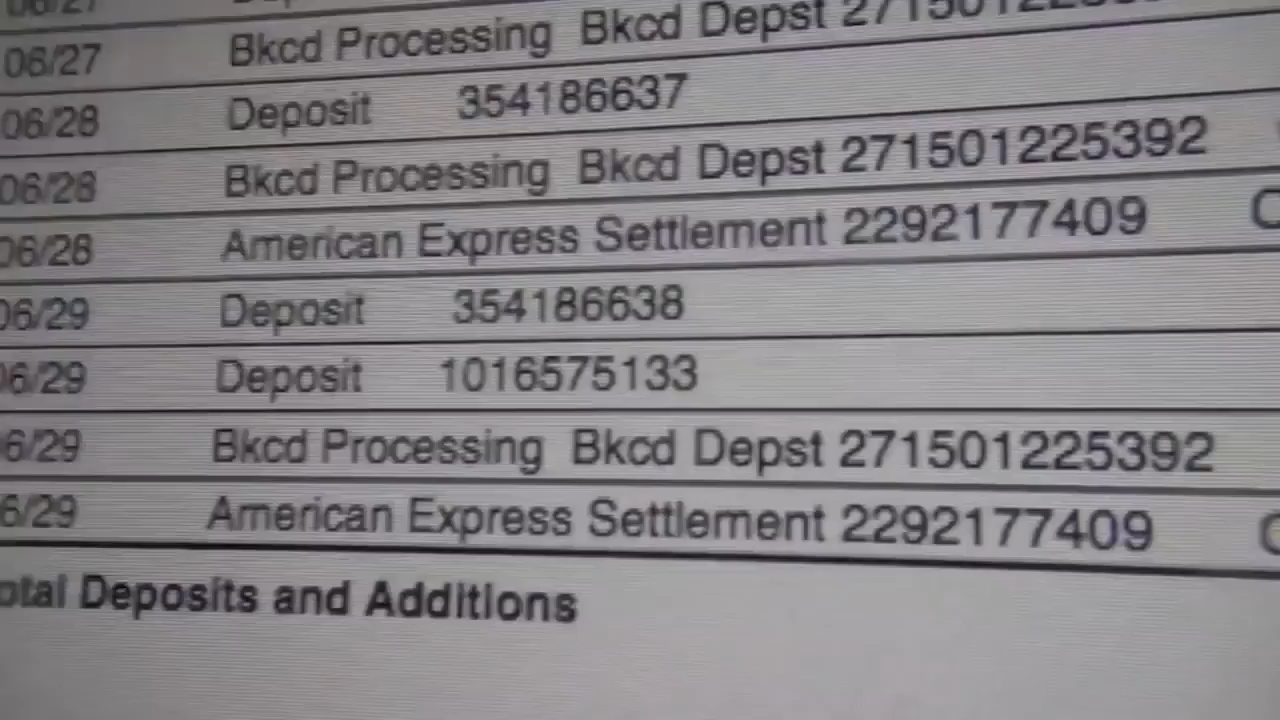 06/27
06/27 Bkcd Processing Bkcd Depst
06/28 Deposit 354186637
06/28 Bkcd Processing Bkcd Depst 271501225392
06/28 American Express Settlement 2292177409
06/29 Deposit 354186638
06/29 Deposit 1016575133
6/29 Bkcd Processing Bkcd Depst 271501225392
6/29 American Express Settlement 2292177409
otal Deposits and Additions